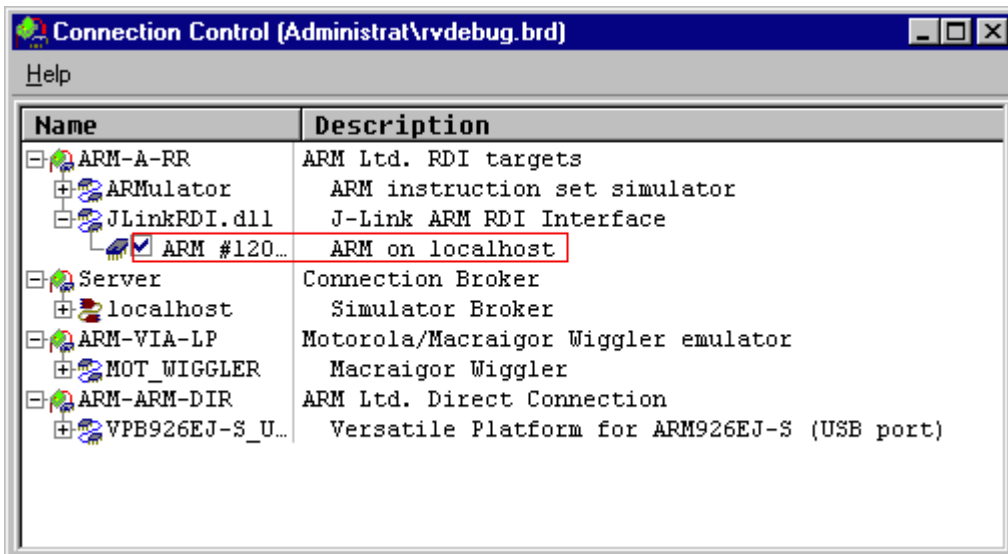 Connection Control (Administrat\rvdebug.brd)
Help
Name Description
ARM-A-RR ARM Ltd. RDI targets
ARMulator ARM instruction set simulator
JLinkRDI.dll J-Link ARM RDI Interface
ARM #120… ARM on localhost
Server Connection Broker
localhost Simulator Broker
ARM-VIA-LP Motorola/Macraigor Wiggler emulator
MOT_WIGGLER Macraigor Wiggler
ARM-ARM-DIR ARM Ltd. Direct Connection
VPB926EJ-S_U… Versatile Platform for ARM926EJ-S (USB port)